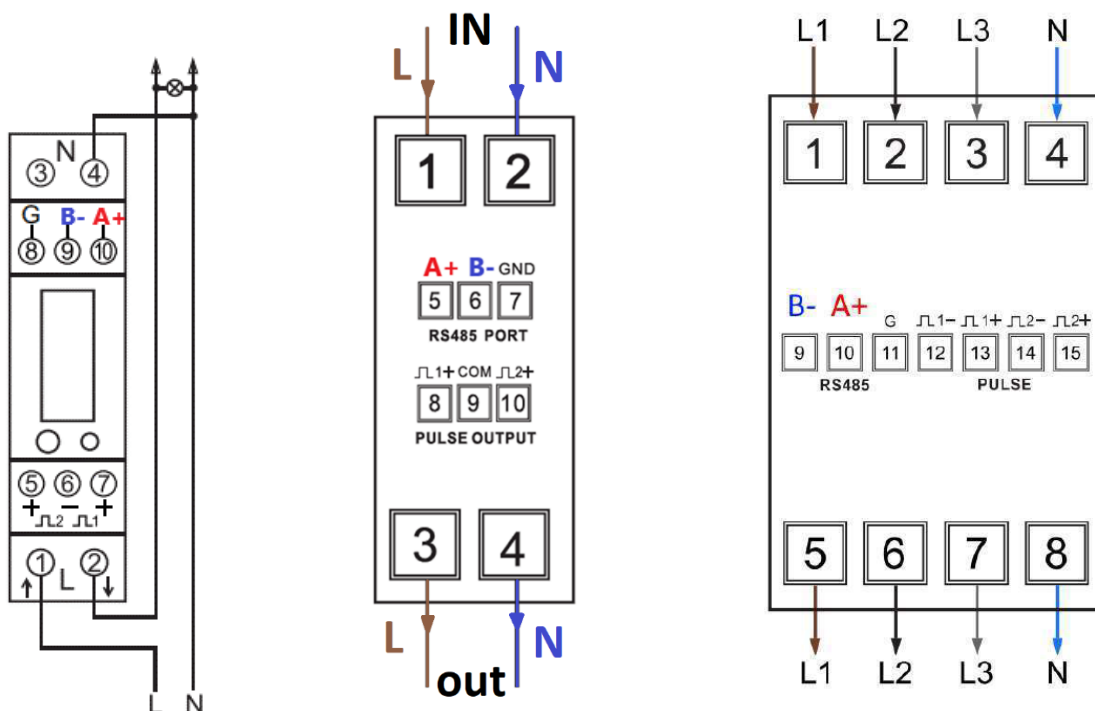 N
3 4
G B- A+
8 9 10
5 6 7
+ - +
⎍2 ⎍1
1 L 2
↑ ↓
L N
IN
L N
1 2
A+ B- GND
5 6 7
RS485 PORT
⎍1+ COM ⎍2+
8 9 10
PULSE OUTPUT
3 4
L N
out
L1 L2 L3 N
1 2 3 4
B- A+ G ⎍1- ⎍1+ ⎍2- ⎍2+
9 10 11 12 13 14 15
RS485 PULSE
5 6 7 8
L1 L2 L3 N